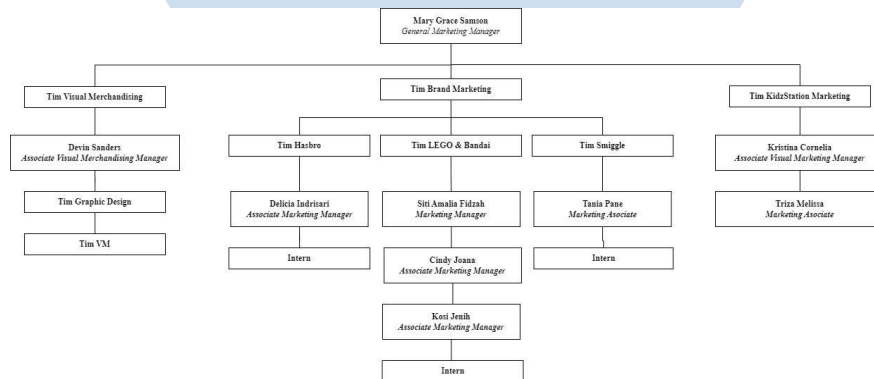 Mary Grace Samson
General Marketing Manager
Tim Visual Merchandising
Tim Brand Marketing
Tim KidzStation Marketing
Devin Sanders
Associate Visual Merchandising Manager
Tim Hasbro
Tim LEGO & Bandai
Tim Smiggle
Kristina Cornelia
Associate Visual Marketing Manager
Tim Graphic Design
Delicia Indrisari
Associate Marketing Manager
Siti Amalia Fidzah
Marketing Manager
Tania Pane
Marketing Asociate
Triza Melissa
Marketing Asociate
Tim VM
Intern
Cindy Joana
Associate Marketing Manager
Intern
Kosi Jenih
Associate Marketing Manager
Intern